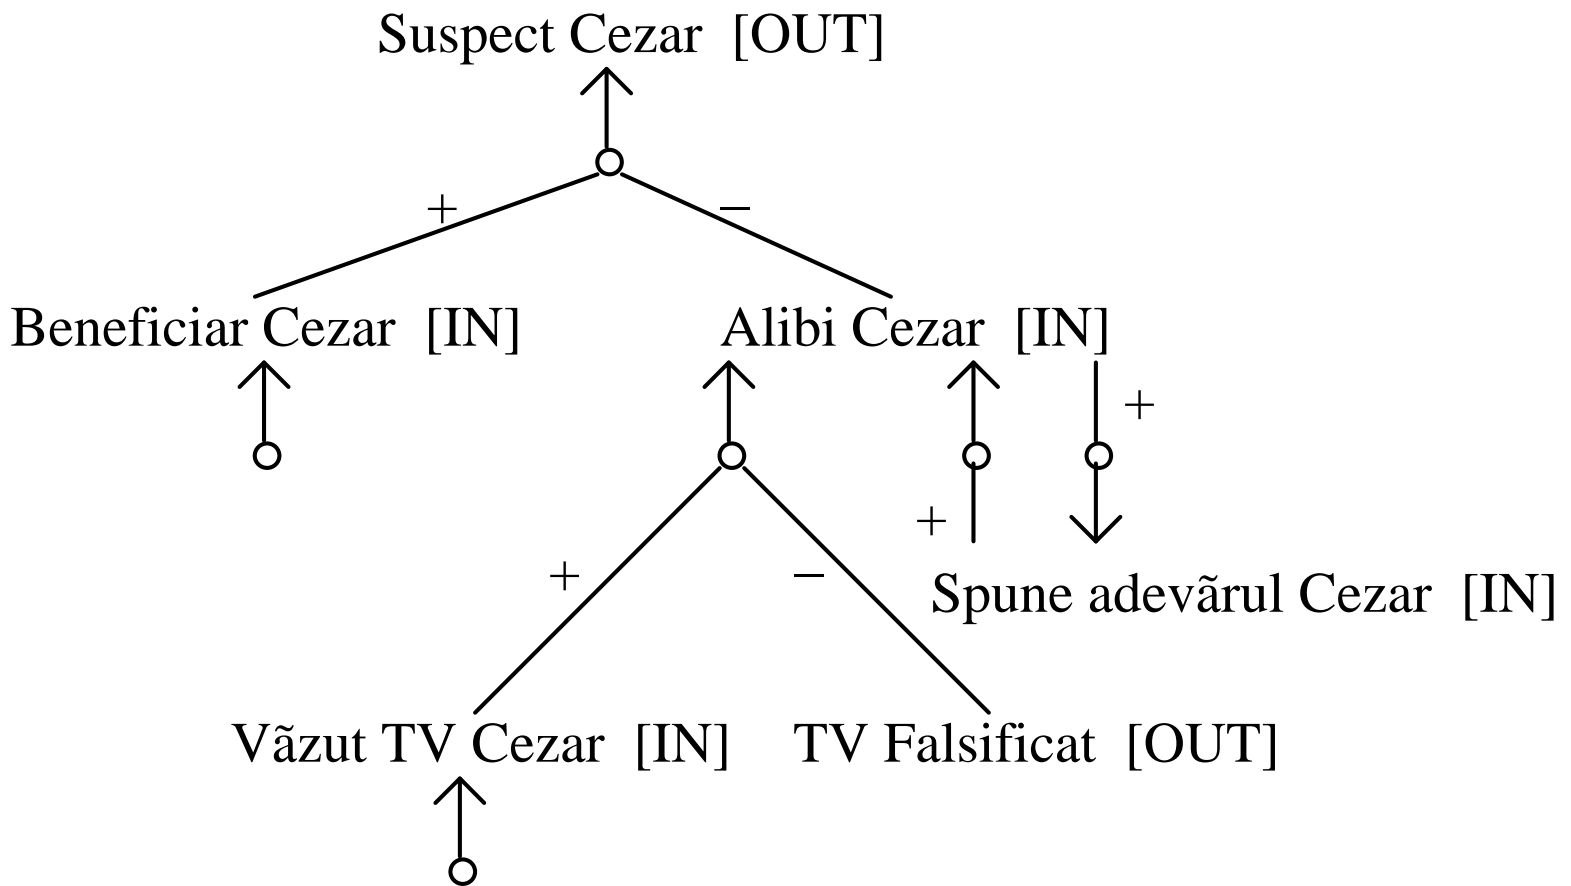 Suspect Cezar [OUT]
+ −
Beneficiar Cezar [IN] Alibi Cezar [IN]
+
+
+ −
Spune adevãrul Cezar [IN]
Vãzut TV Cezar [IN] TV Falsificat [OUT]